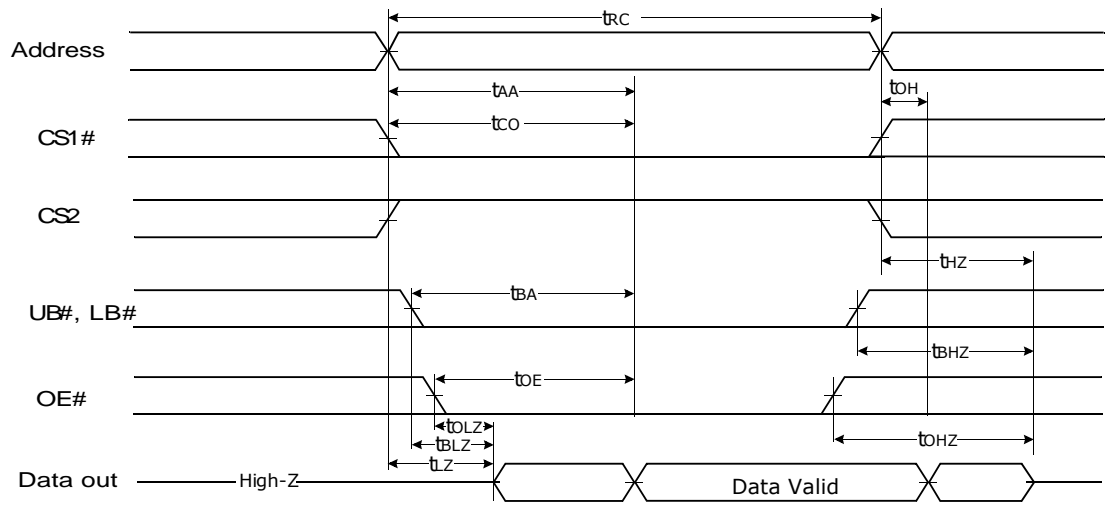 tRC
Address
tAA
tOH
tCO
CS1#
CS2
tHZ
tBA
UB#, LB#
tBHZ
tOE
OE#
tOLZ
tOHZ
tBLZ
tLZ
Data out
High-Z
Data Valid